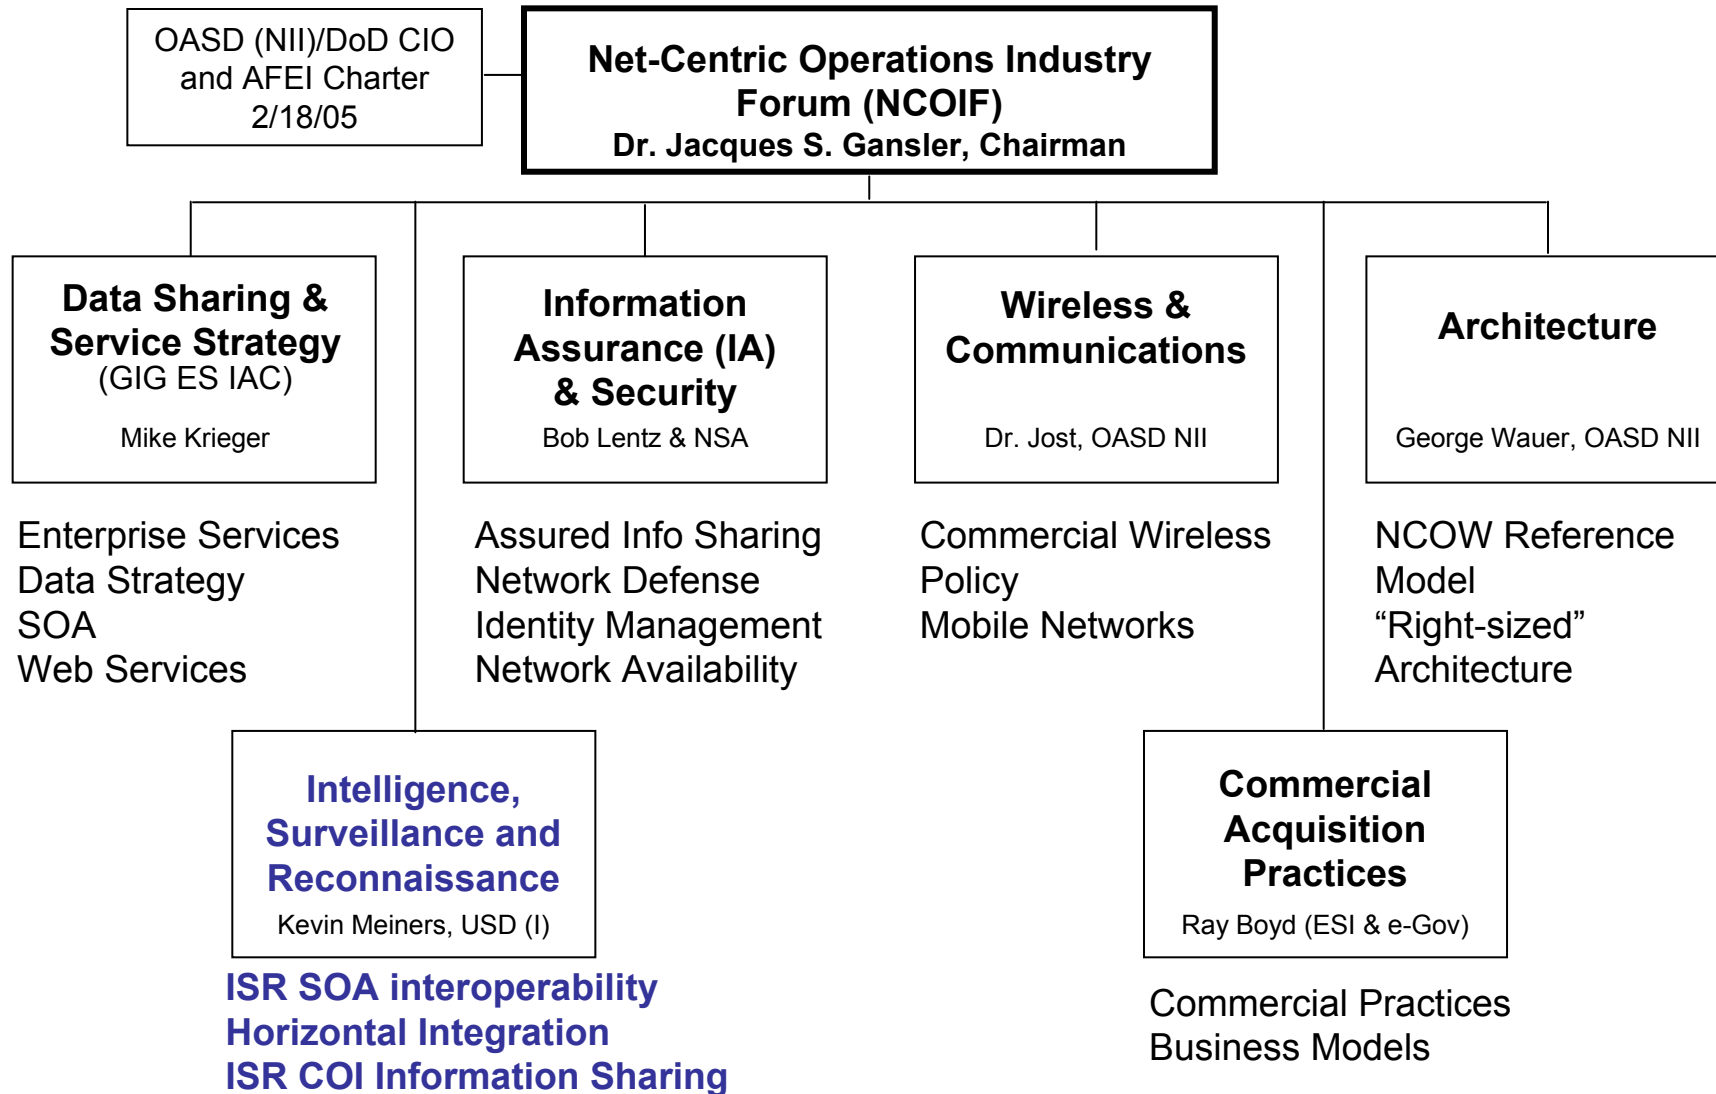 OASD (NII)/DoD CIO
and AFEI Charter
2/18/05
Net-Centric Operations Industry
Forum (NCOIF)
Dr. Jacques S. Gansler, Chairman
Data Sharing &
Service Strategy
(GIG ES IAC)
Mike Krieger
Information
Assurance (IA)
& Security
Bob Lentz & NSA
Wireless &
Communications
Dr. Jost, OASD NII
Architecture
George Wauer, OASD NII
Enterprise Services
Data Strategy
SOA
Web Services
Assured Info Sharing
Network Defense
Identity Management
Network Availability
Commercial Wireless
Policy
Mobile Networks
NCOW Reference
Model
“Right-sized”
Architecture
Intelligence,
Surveillance and
Reconnaissance
Kevin Meiners, USD (I)
ISR SOA interoperability
Horizontal Integration
ISR COI Information Sharing
Commercial
Acquisition
Practices
Ray Boyd (ESI & e-Gov)
Commercial Practices
Business Models